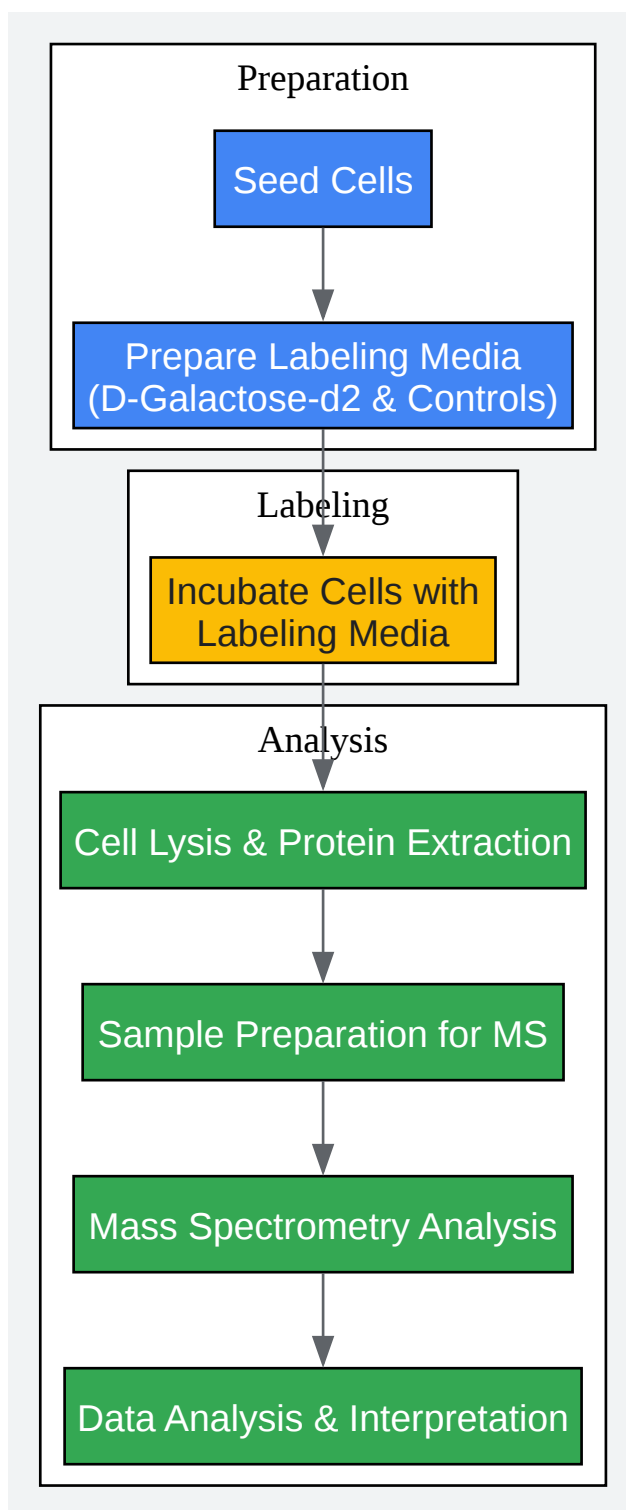 Preparation
Seed Cells
Prepare Labeling Media
(D-Galactose-d2 & Controls)
Labeling
Incubate Cells with
Labeling Media
Analysis
Cell Lysis & Protein Extraction
Sample Preparation for MS
Mass Spectrometry Analysis
Data Analysis & Interpretation